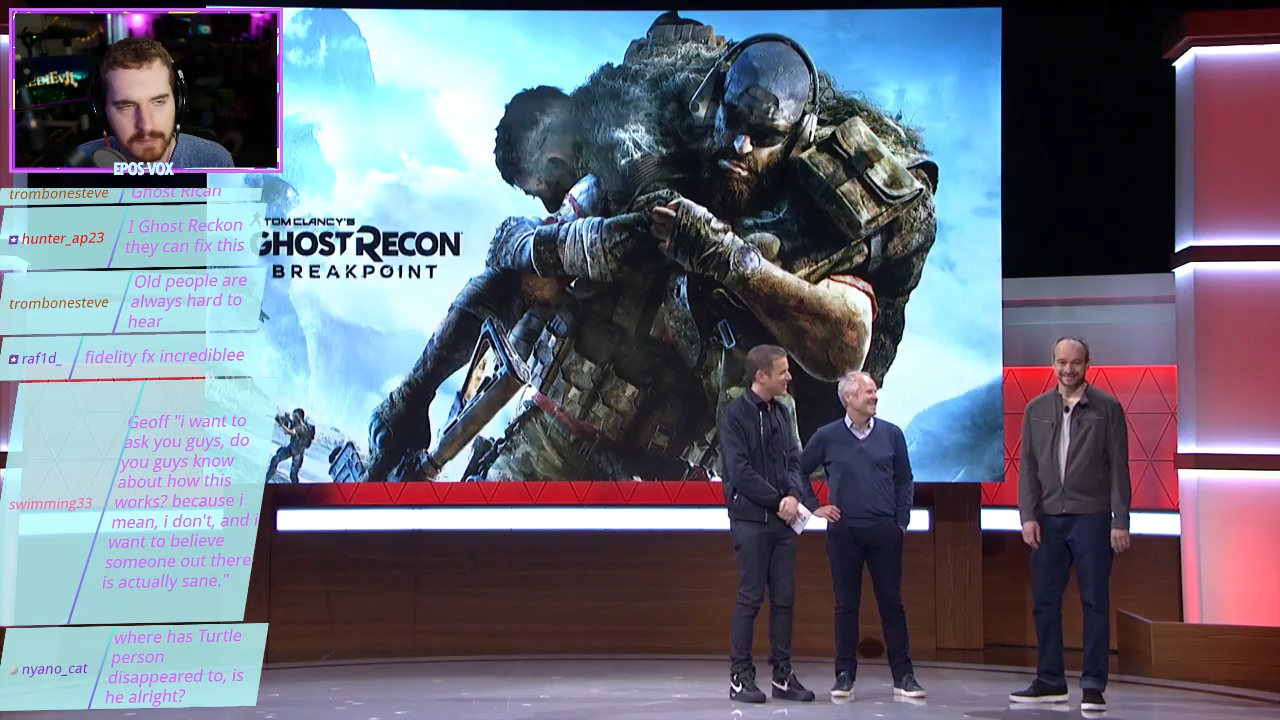 EDIEVIL
EPOS-VOX
trombonesteve
Ghost Rican
hunter_ap23
I Ghost Reckon
they can fix this
trombonesteve
Old people are
always hard to
hear
raf1d_
fidelity fx incrediblee
swimming33
Geoff "i want to
ask you guys, do
you guys know
about how this
works? because i
mean, i don't, and i
want to believe
someone out there
is actually sane."
nyano_cat
where has Turtle
person
disappeared to, is
he alright?
TOM CLANCY'S
GHOST RECON
BREAKPOINT